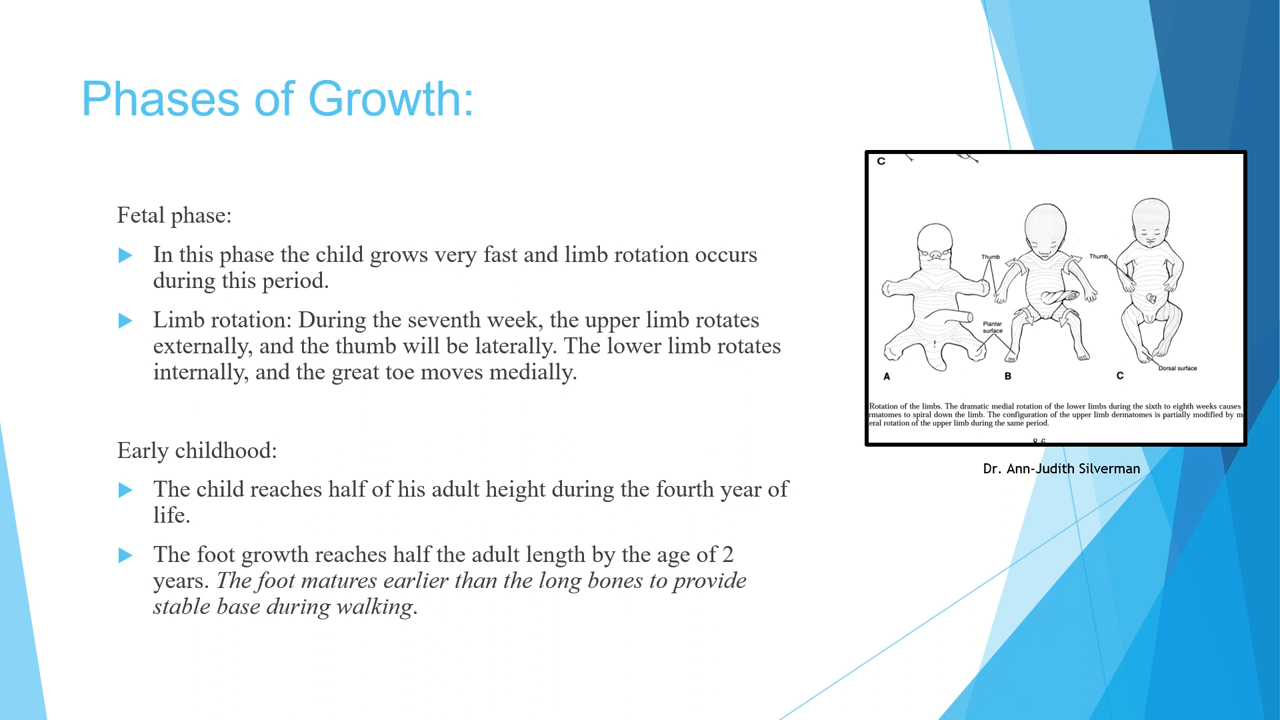 Phases of Growth:
Fetal phase:
In this phase the child grows very fast and limb rotation occurs
during this period.
Limb rotation: During the seventh week, the upper limb rotates
externally, and the thumb will be laterally. The lower limb rotates
internally, and the great toe moves medially.
Early childhood:
The child reaches half of his adult height during the fourth year of
life.
The foot growth reaches half the adult length by the age of 2
years. The foot matures earlier than the long bones to provide
stable base during walking.
C
Thumb
Thumb
Plantar
surface
Dorsal surface
A
B
C
Rotation of the limbs. The dramatic medial rotation of the lower limbs during the sixth to eighth weeks causes
rmatomes to spiral down the limb. The configuration of the upper limb dermatomes is partially modified by m
eral rotation of the upper limb during the same period.
8-6
Dr. Ann-Judith Silverman